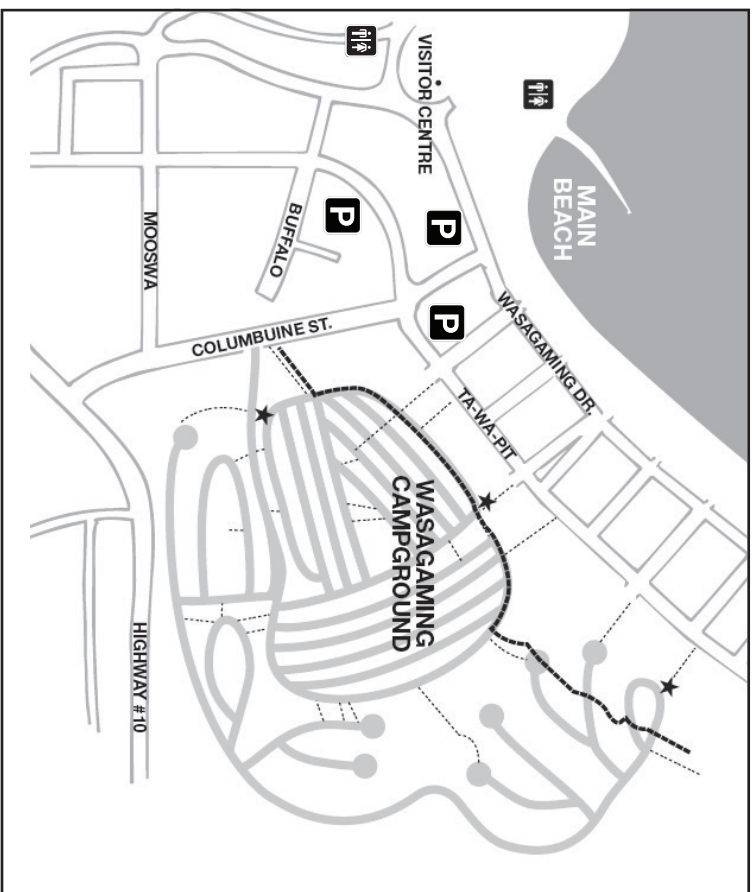 VISITOR CENTRE
MAIN
BEACH
P
P
P
BUFFALO
MOOSWA
COLUMBUINE ST.
WASAGAMING DR.
TA-WA-PIT
WASAGAMING
CAMPGROUND
HIGHWAY #10